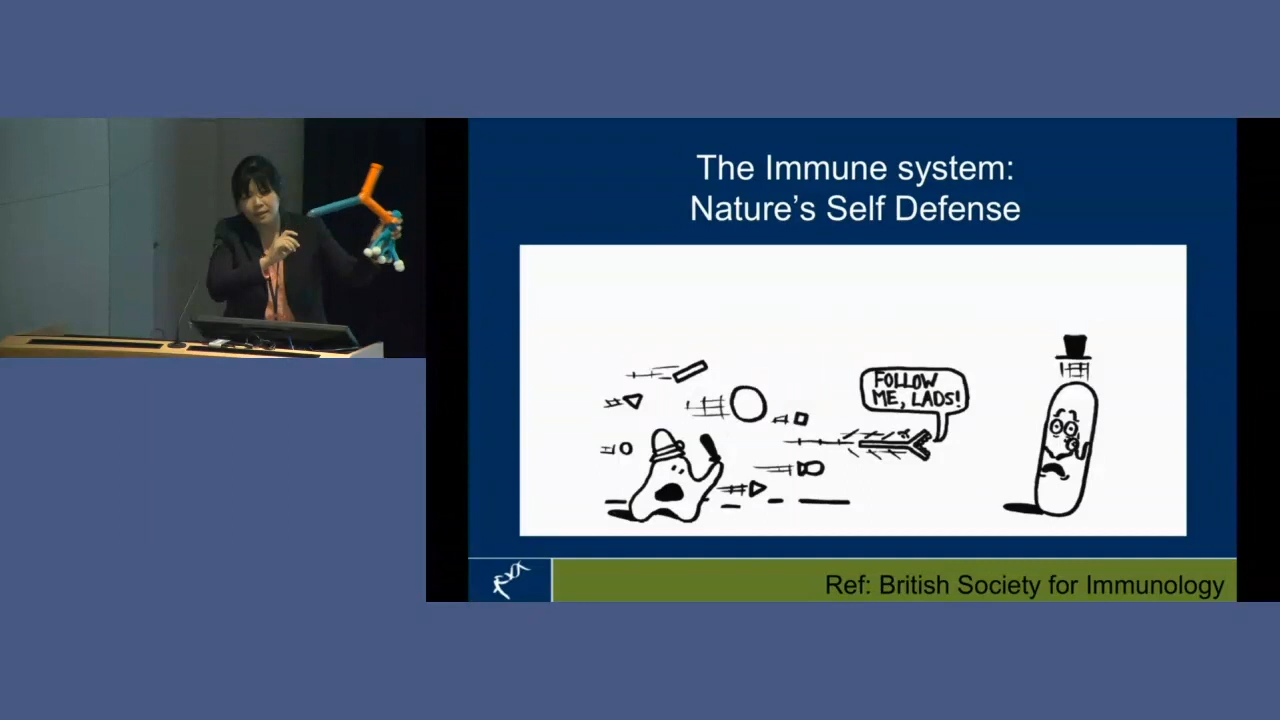 The Immune system:
Nature's Self Defense
FOLLOW
ME, LADS!
Ref: British Society for Immunology